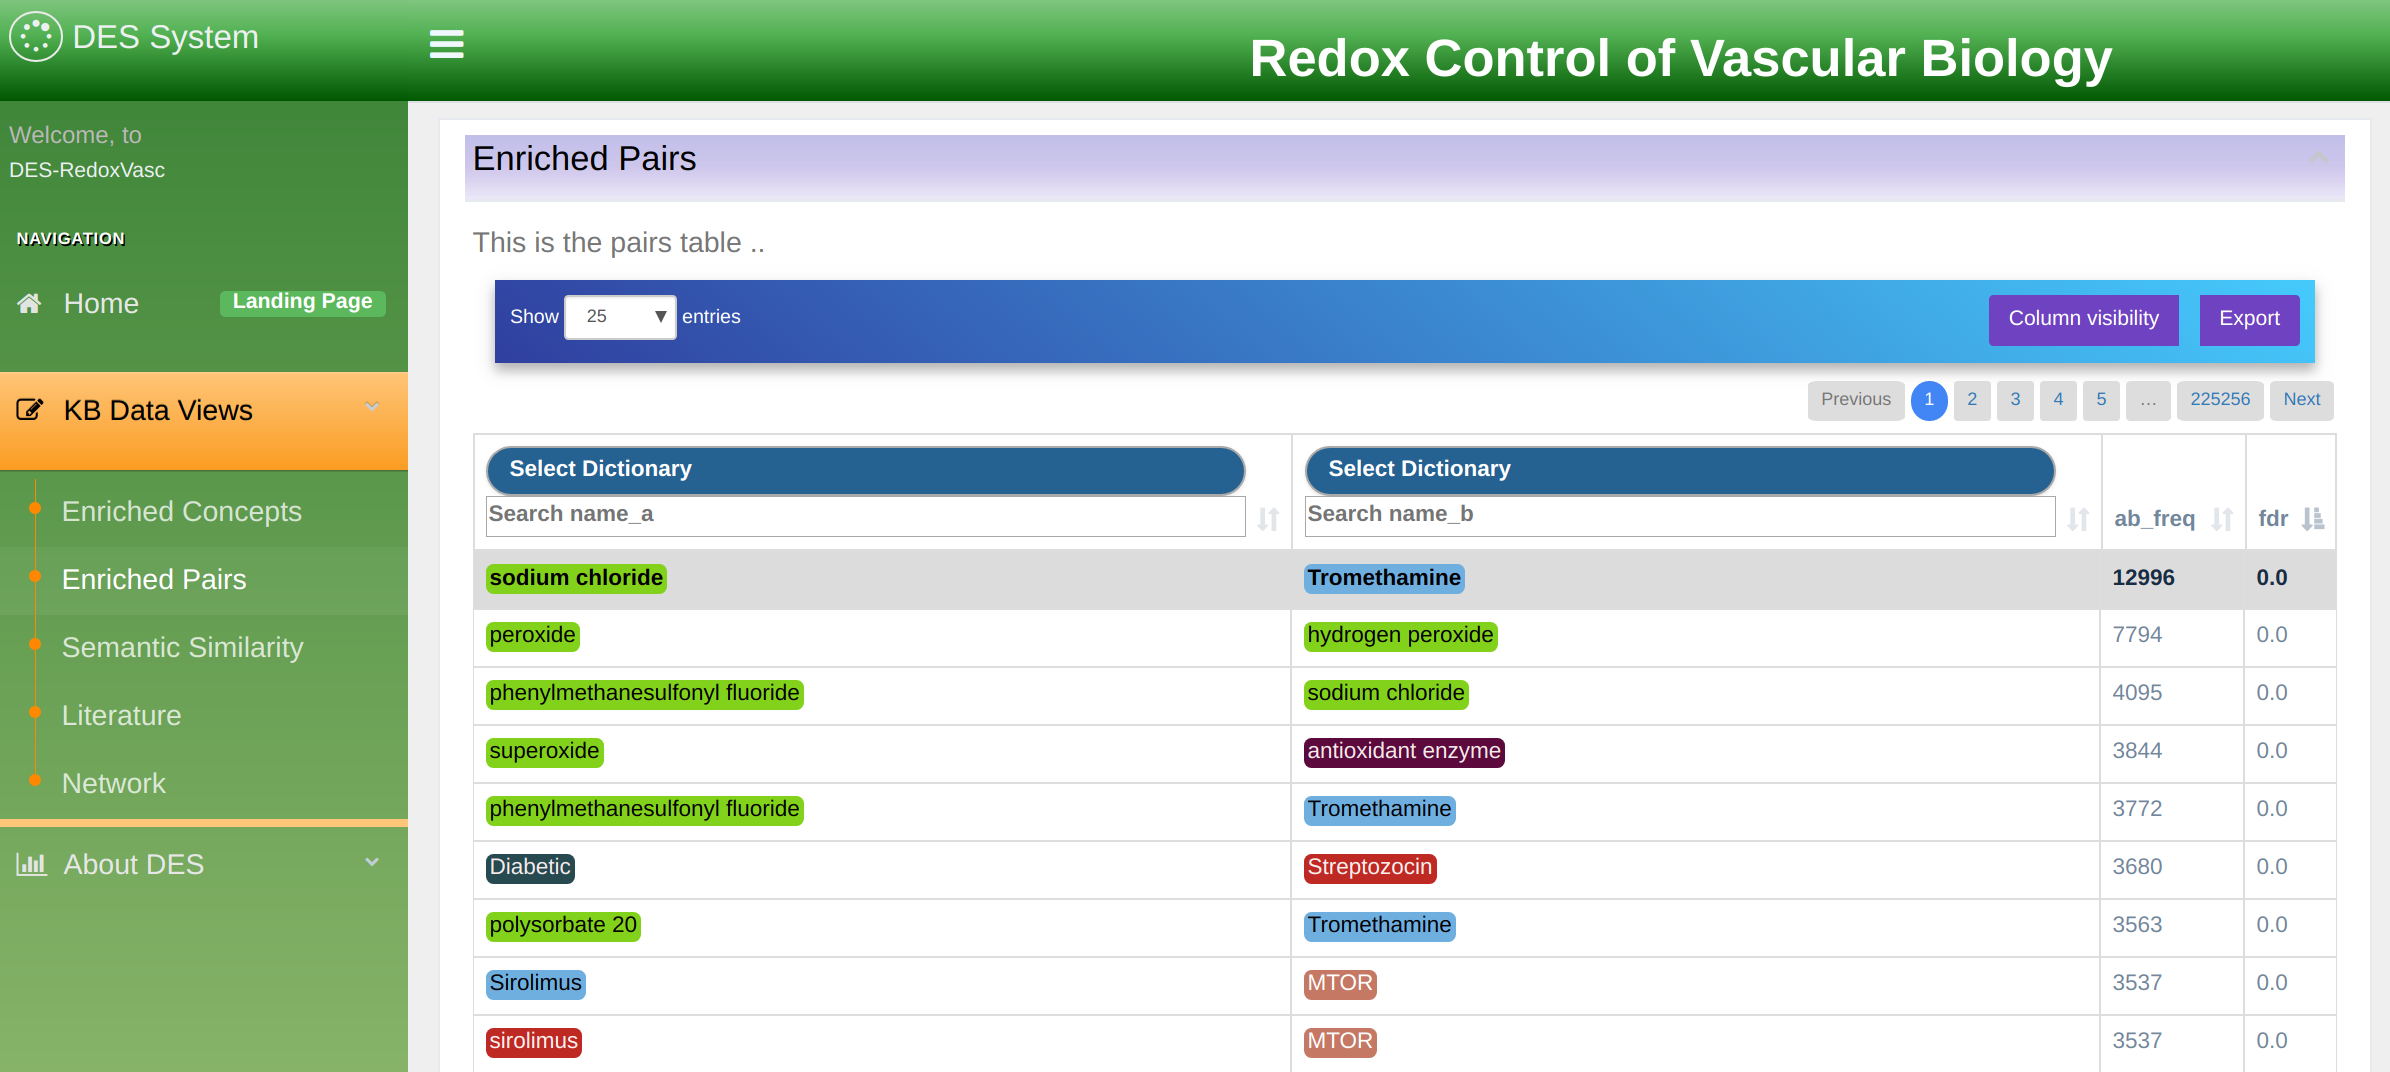 DES System
Redox Control of Vascular Biology
Welcome, to
DES-RedoxVasc
NAVIGATION
Home Landing Page
KB Data Views
Enriched Concepts
Enriched Pairs
Semantic Similarity
Literature
Network
About DES
Enriched Pairs
This is the pairs table ..
Show 25 entries Column visibility Export
Previous 1 2 3 4 5 ... 225256 Next
Select Dictionary Select Dictionary
Search name_a Search name_b ab_freq fdr
sodium chloride Tromethamine 12996 0.0
peroxide hydrogen peroxide 7794 0.0
phenylmethanesulfonyl fluoride sodium chloride 4095 0.0
superoxide antioxidant enzyme 3844 0.0
phenylmethanesulfonyl fluoride Tromethamine 3772 0.0
Diabetic Streptozocin 3680 0.0
polysorbate 20 Tromethamine 3563 0.0
Sirolimus MTOR 3537 0.0
sirolimus MTOR 3537 0.0